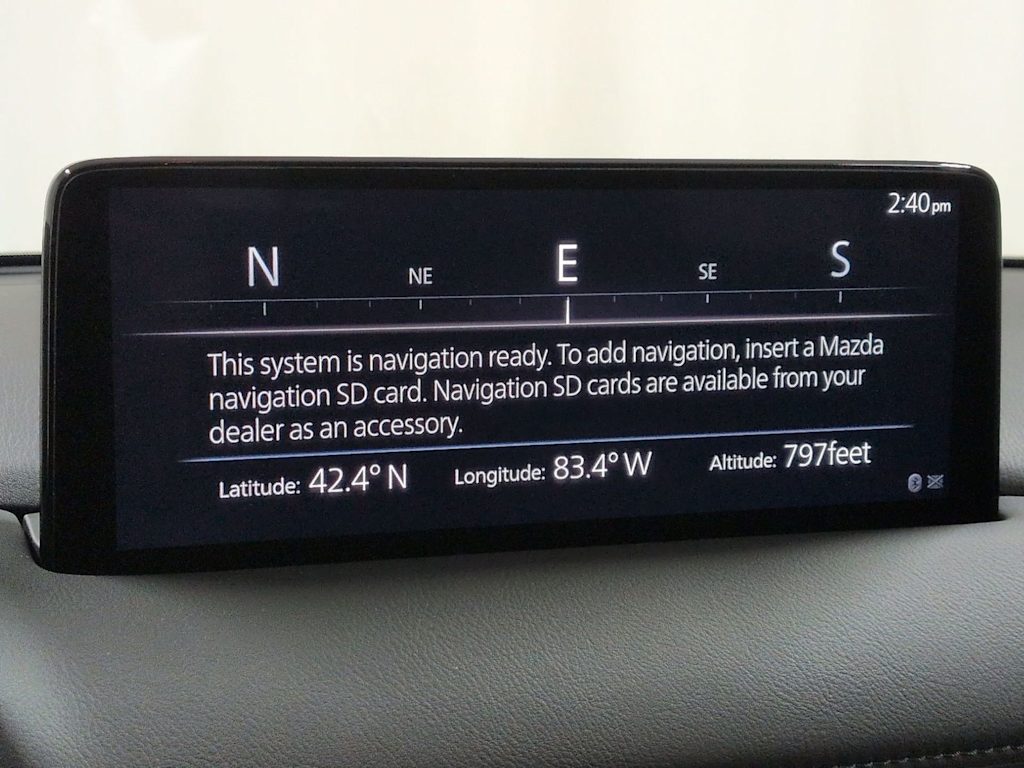 2:40pm
N NE E SE S
This system is navigation ready. To add navigation, insert a Mazda
navigation SD card. Navigation SD cards are available from your
dealer as an accessory.
Latitude: 42.4° N Longitude: 83.4° W Altitude: 797feet